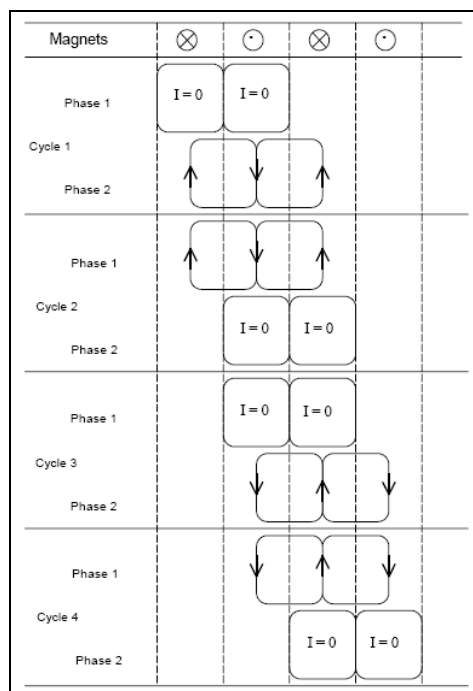 Magnets
Phase 1
I = 0 I = 0
Cycle 1
Phase 2
Phase 1
Cycle 2
I = 0 I = 0
Phase 2
Phase 1
I = 0 I = 0
Cycle 3
Phase 2
Phase 1
Cycle 4
I = 0 I = 0
Phase 2